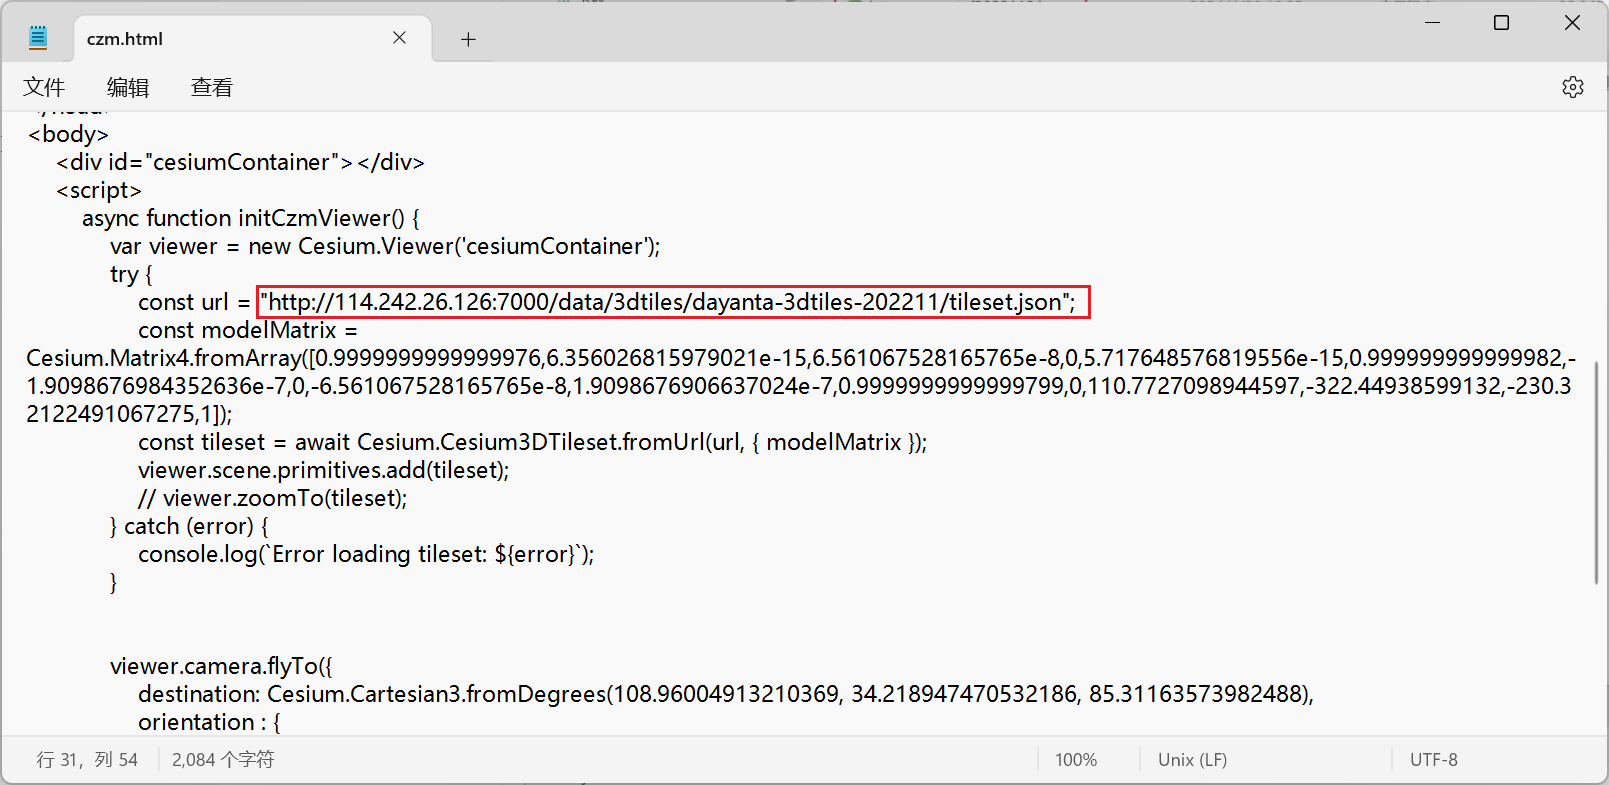 czm.html
文件 编辑 查看
<body>
<div id="cesiumContainer"></div>
<script>
async function initCzmViewer() {
var viewer = new Cesium.Viewer('cesiumContainer');
try {
const url = "http://114.242.26.126:7000/data/3dtiles/dayanta-3dtiles-202211/tileset.json";
const modelMatrix =
Cesium.Matrix4.fromArray([0.9999999999999976,6.356026815979021e-15,6.561067528165765e-8,0,5.717648576819556e-15,0.999999999999982,-
1.9098676984352636e-7,0,-6.561067528165765e-8,1.9098676906637024e-7,0.9999999999999799,0,110.7727098944597,-322.44938599132,-230.3
2122491067275,1]);
const tileset = await Cesium.Cesium3DTileset.fromUrl(url, { modelMatrix });
viewer.scene.primitives.add(tileset);
// viewer.zoomTo(tileset);
} catch (error) {
console.log(`Error loading tileset: ${error}`);
}
viewer.camera.flyTo({
destination: Cesium.Cartesian3.fromDegrees(108.96004913210369, 34.218947470532186, 85.31163573982488),
orientation : {
行 31，列 54 2,084 个字符 100% Unix (LF) UTF-8